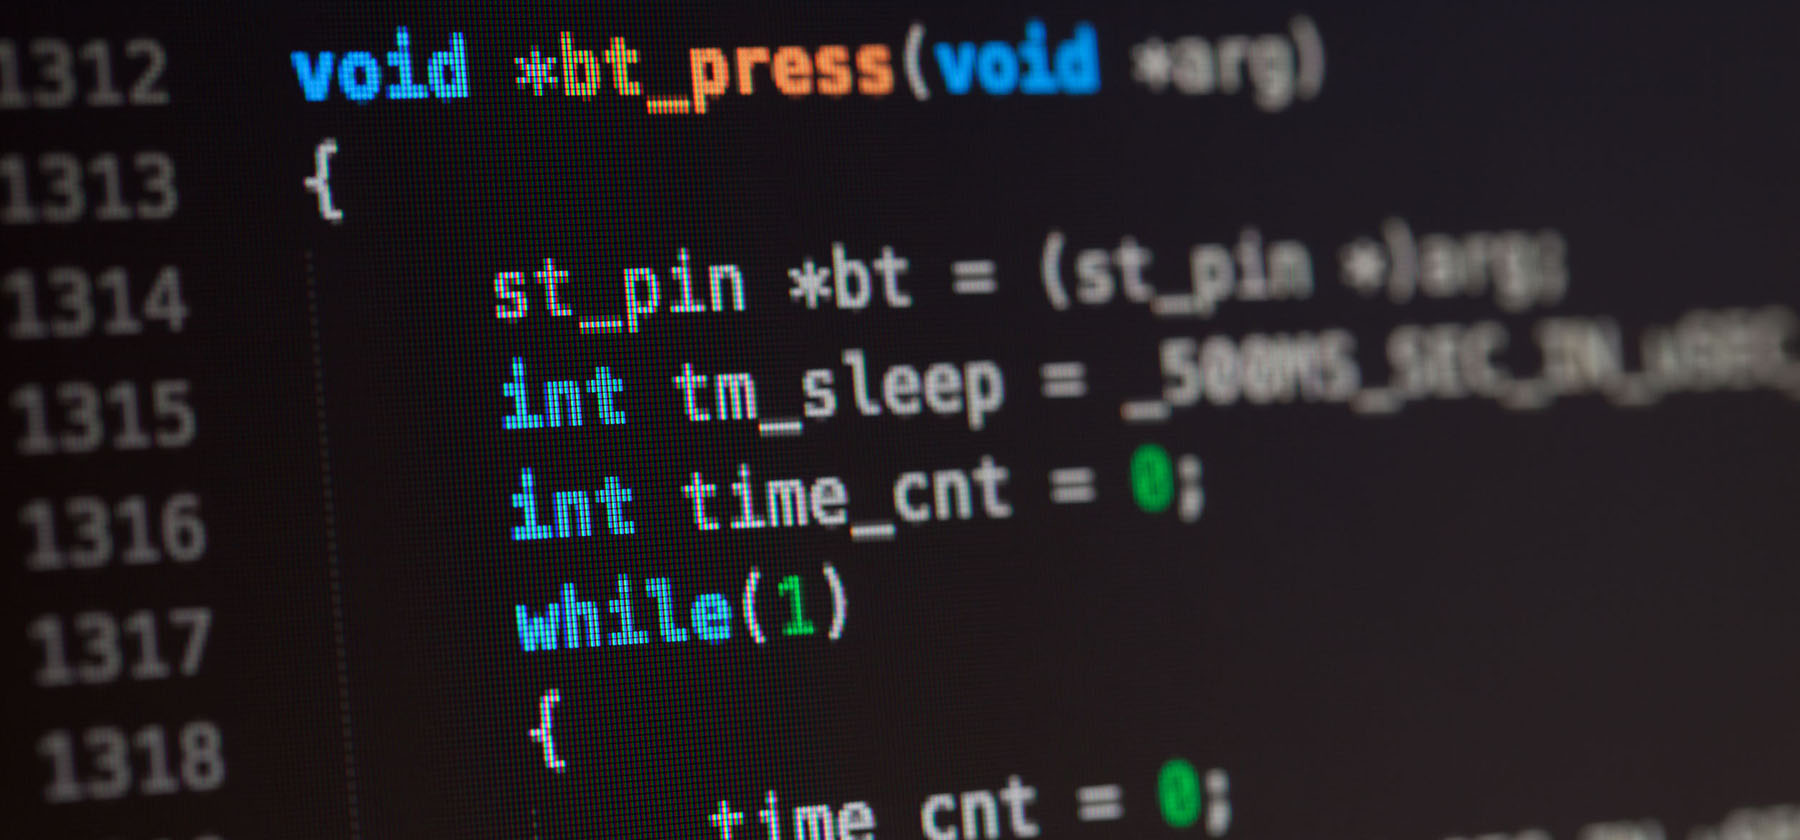 1312 void *bt_press(void *arg)
1313 {
1314 st_pin *bt = (st_pin *)arg;
1315 int tm_sleep = _500MS_SEC_IN_uSEC_
1316 int time_cnt = 0;
1317 while(1)
1318 {
time_cnt = 0;